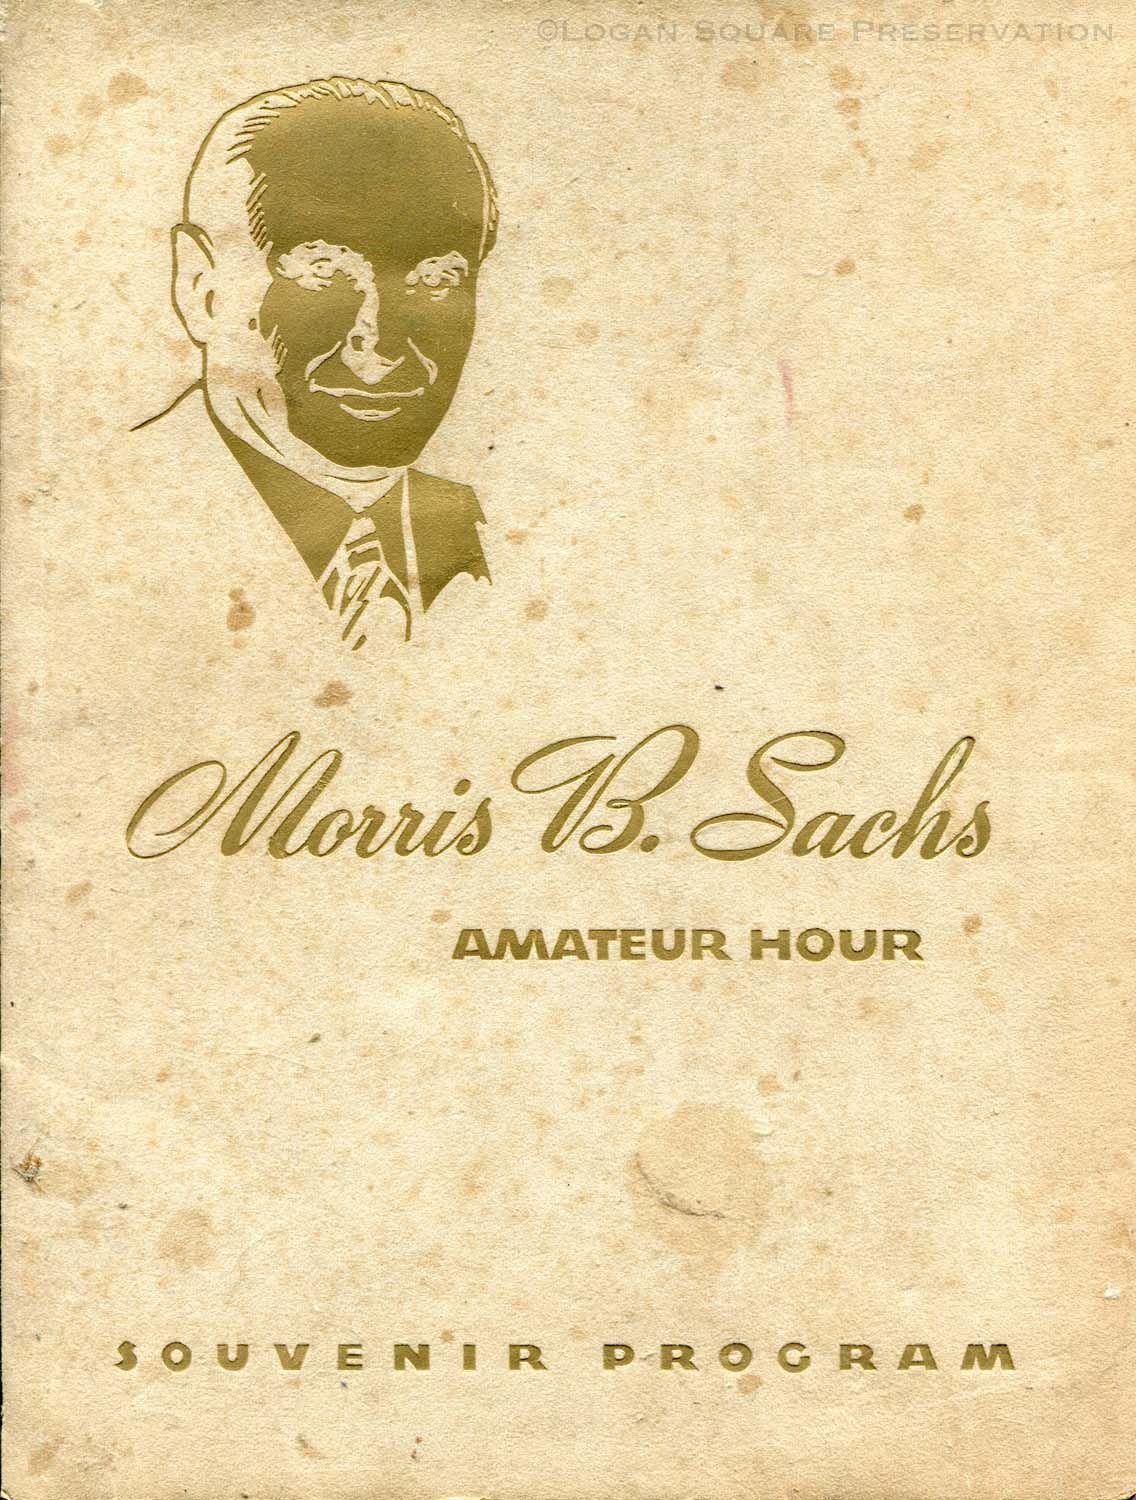 ©Logan Square Preservation
Morris B. Sachs
AMATEUR HOUR
SOUVENIR PROGRAM